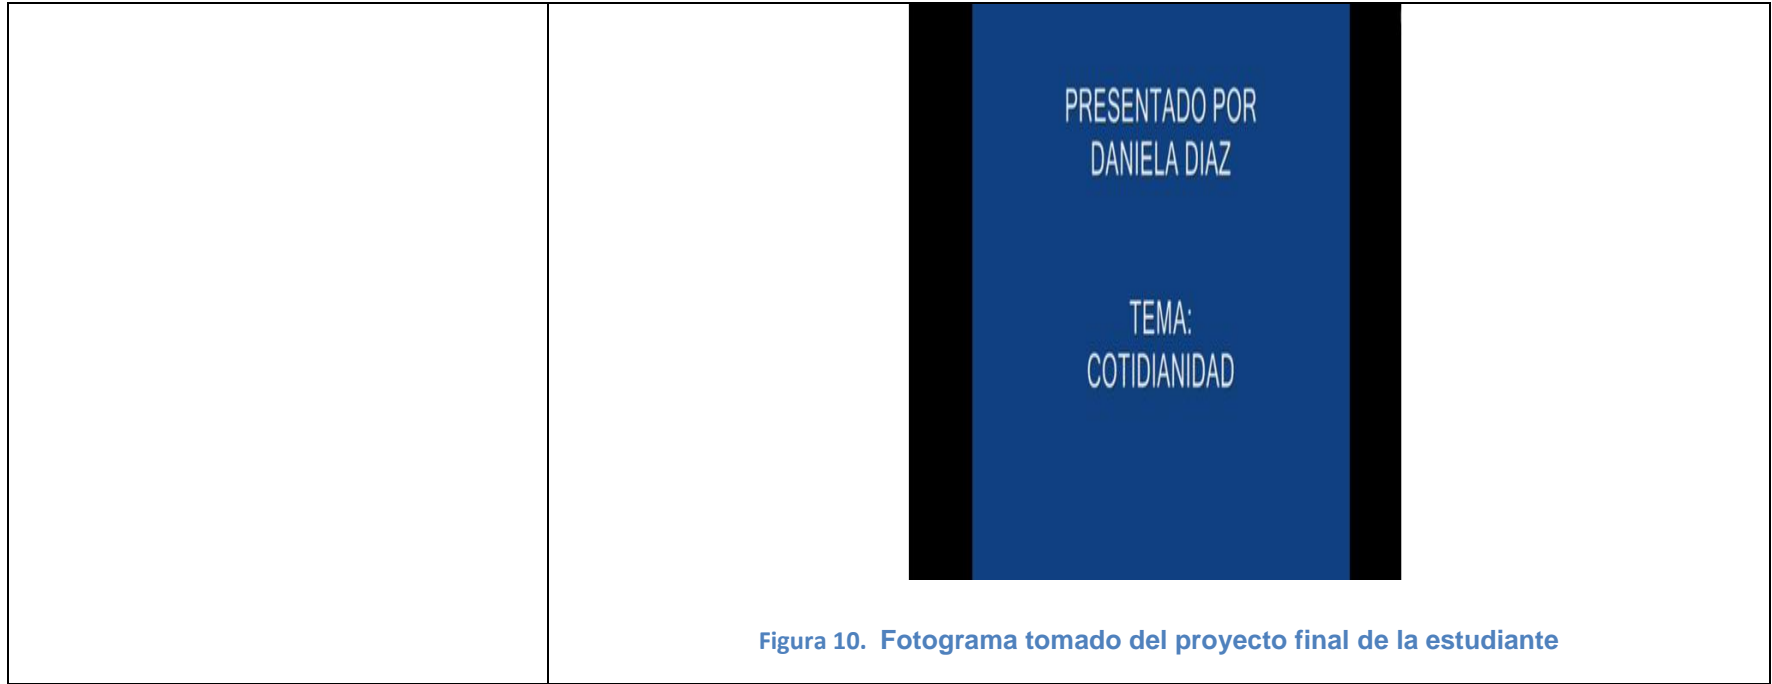 PRESENTADO POR
DANIELA DIAZ
TEMA:
COTIDIANIDAD
Figura 10. Fotograma tomado del proyecto final de la estudiante